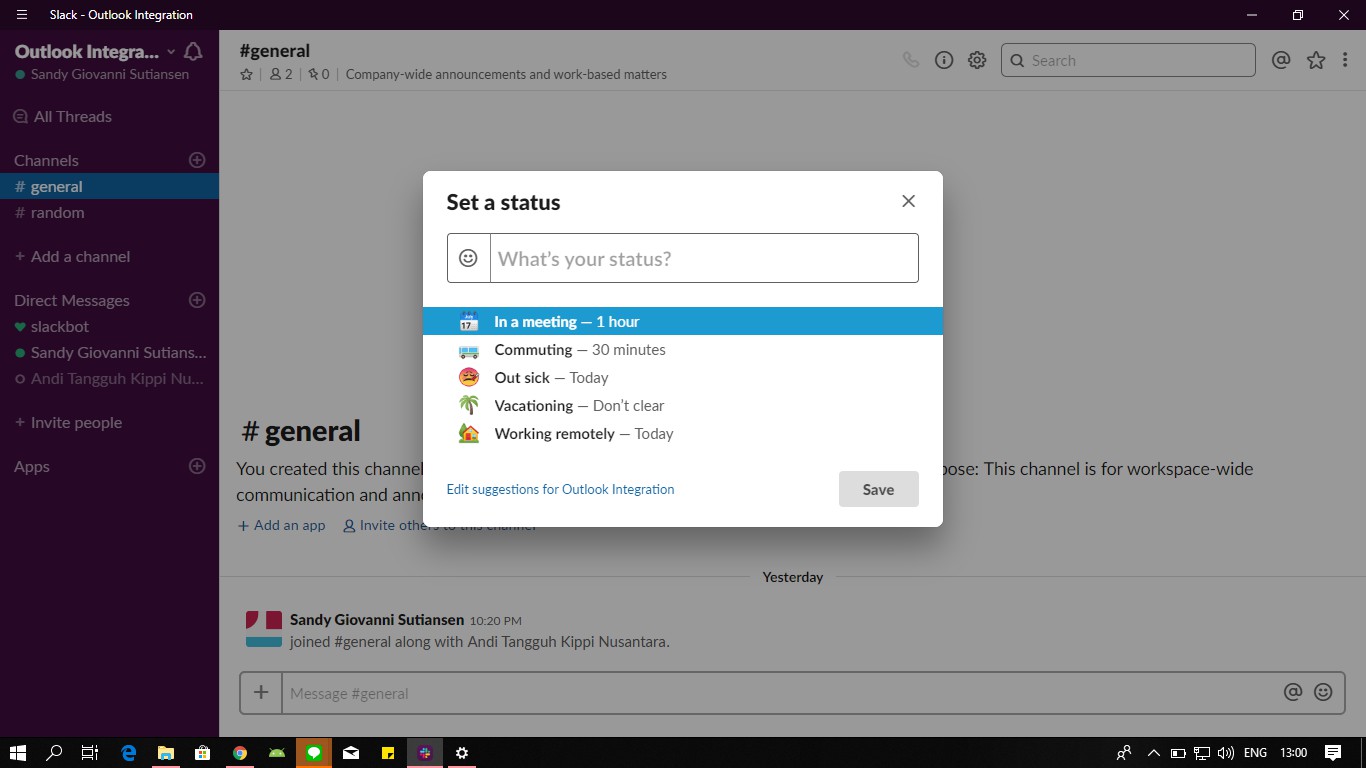 Slack - Outlook Integration
Outlook Integra...
Sandy Giovanni Sutiansen
All Threads
Channels
# general
# random
+ Add a channel
Direct Messages
slackbot
Sandy Giovanni Sutians...
Andi Tangguh Kippi Nu...
+ Invite people
Apps
#general
2 | 0 | Company-wide announcements and work-based matters
Search
Set a status
What's your status?
In a meeting — 1 hour
Commuting — 30 minutes
Out sick — Today
Vacationing — Don't clear
Working remotely — Today
Edit suggestions for Outlook Integration
Save
# general
You created this channel
pose: This channel is for workspace-wide
communication and ann
+ Add an app Invite others to this channel
Yesterday
Sandy Giovanni Sutiansen 10:20 PM
joined #general along with Andi Tangguh Kippi Nusantara.
Message #general
ENG 13:00